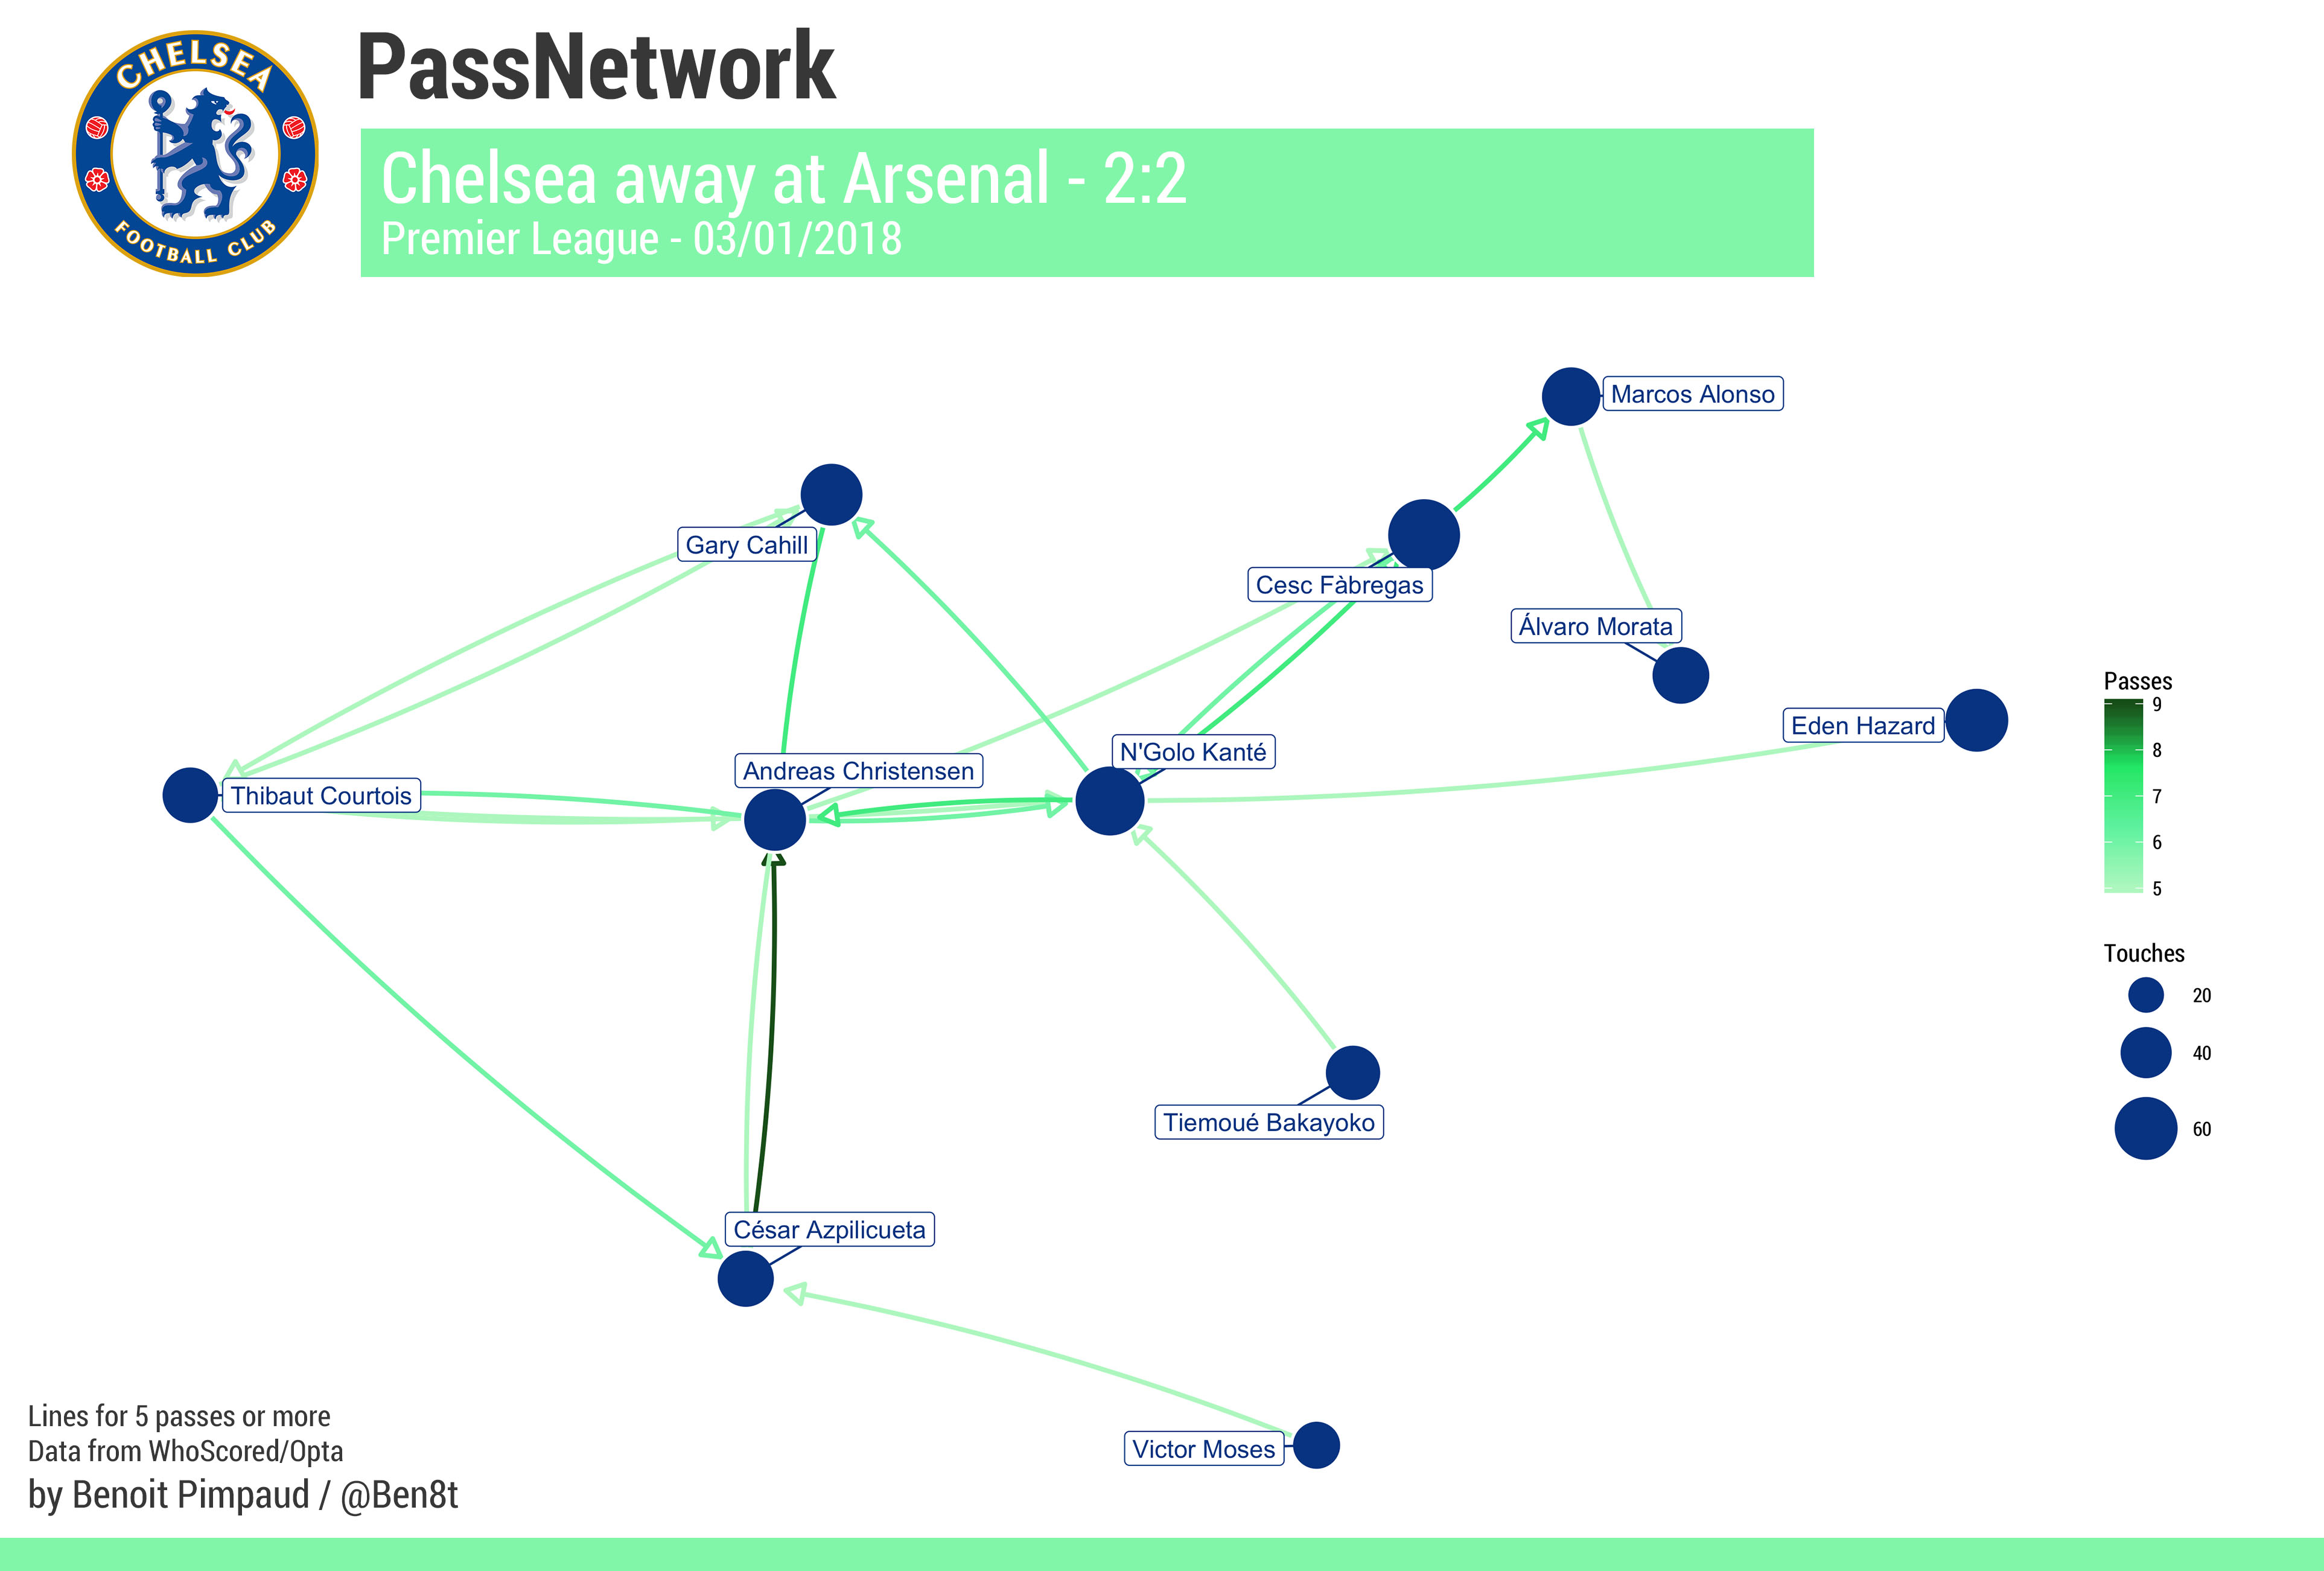 CHELSEA
FOOTBALL CLUB
PassNetwork
Chelsea away at Arsenal - 2:2
Premier League - 03/01/2018
Marcos Alonso
Gary Cahill
Cesc Fàbregas
Álvaro Morata
Eden Hazard
N'Golo Kanté
Andreas Christensen
Thibaut Courtois
Tiemoué Bakayoko
César Azpilicueta
Victor Moses
Passes
9
8
7
6
5
Touches
20
40
60
Lines for 5 passes or more
Data from WhoScored/Opta
by Benoit Pimpaud / @Ben8t